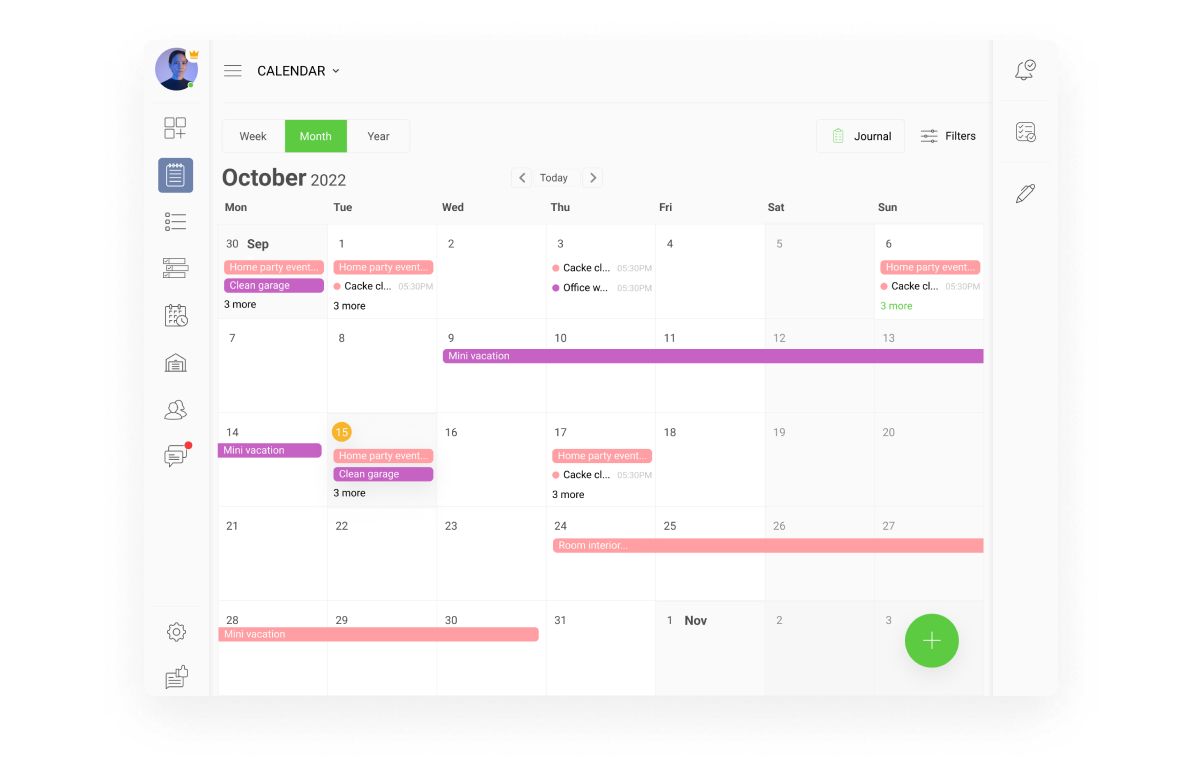 CALENDAR
Week Month Year Journal Filters
October 2022 Today
Mon Tue Wed Thu Fri Sat Sun
30 Sep 1 2 3 4 5 6
Home party event... Home party event... Cacke cl... 05:30PM Home party event...
Clean garage Cacke cl... 05:30PM Office w... 05:30PM Cacke cl... 05:30PM
3 more 3 more 3 more
7 8 9 10 11 12 13
Mini vacation
14 15 16 17 18 19 20
Mini vacation Home party event... Home party event...
Clean garage Cacke cl... 05:30PM
3 more 3 more
21 22 23 24 25 26 27
Room interior...
28 29 30 31 1 Nov 2 3
Mini vacation